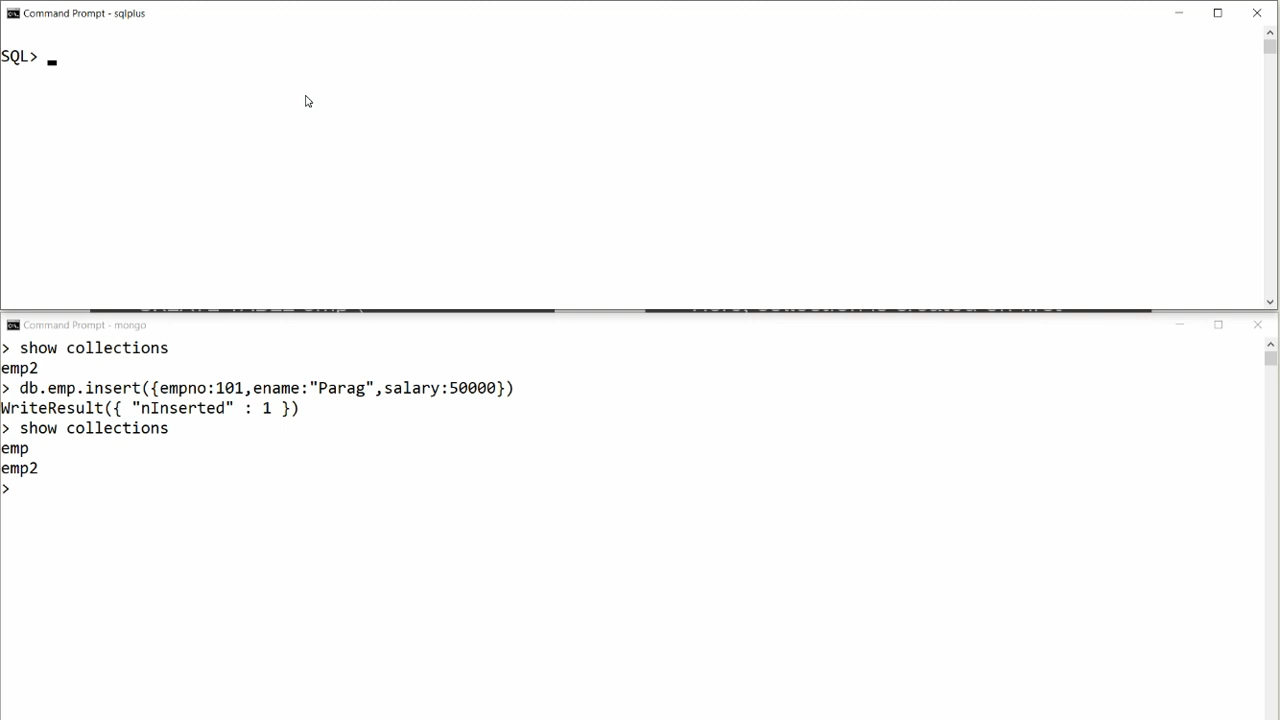 Command Prompt - sqlplus
SQL>
Command Prompt - mongo
> show collections
emp2
> db.emp.insert({empno:101,ename:"Parag",salary:50000})
WriteResult({ "nInserted" : 1 })
> show collections
emp
emp2
>